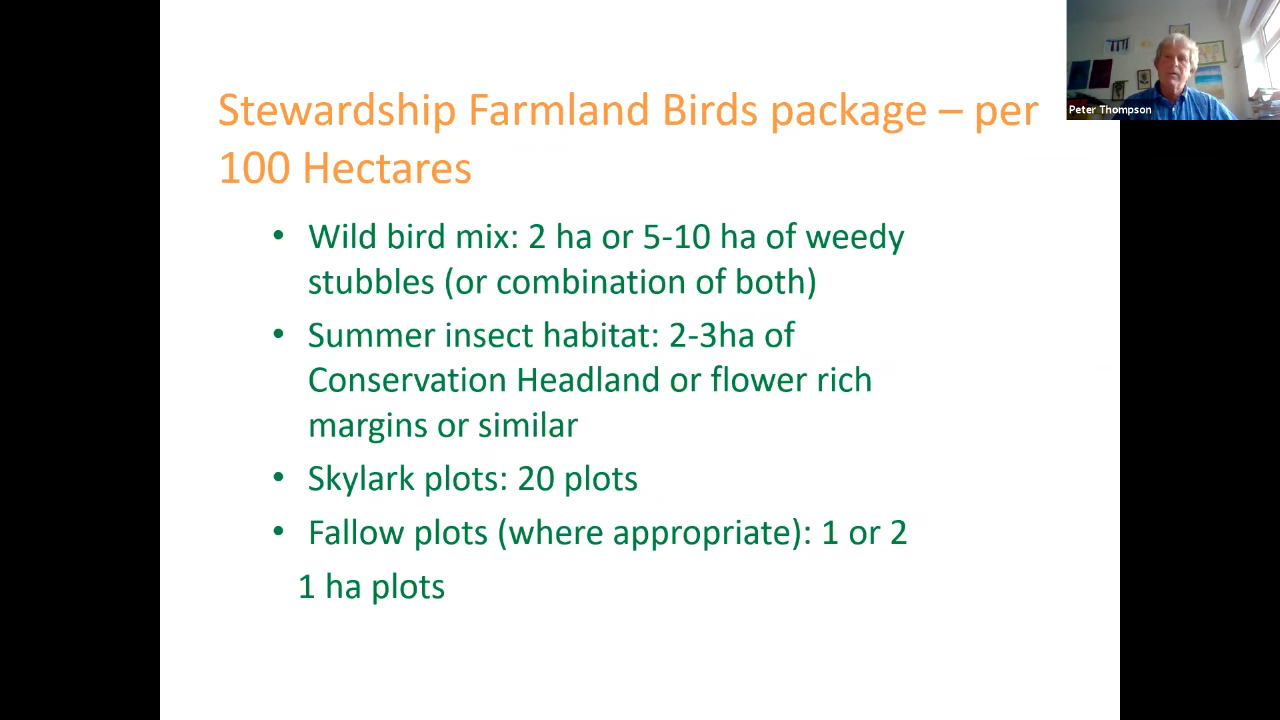 Stewardship Farmland Birds package – per
100 Hectares
• Wild bird mix: 2 ha or 5-10 ha of weedy
stubbles (or combination of both)
• Summer insect habitat: 2-3ha of
Conservation Headland or flower rich
margins or similar
• Skylark plots: 20 plots
• Fallow plots (where appropriate): 1 or 2
1 ha plots
Peter Thompson